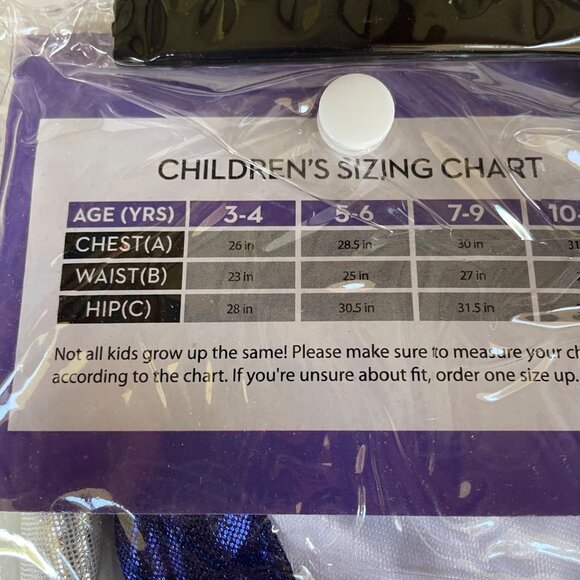 CHILDREN'S SIZING CHART
AGE (YRS) 3-4 5-6 7-9 10
CHEST(A) 26 in 28.5 in 30 in 31
WAIST(B) 23 in 25 in 27 in
HIP(C) 28 in 30.5 in 31.5 in
Not all kids grow up the same! Please make sure to measure your ch
according to the chart. If you're unsure about fit, order one size up.